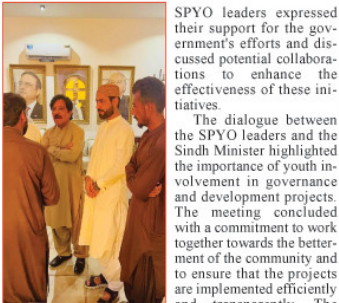 SPYO leaders expressed
their support for the gov-
ernment's efforts and dis-
cussed potential collabora-
tions to enhance the
effectiveness of these ini-
tiatives.
The dialogue between
the SPYO leaders and the
Sindh Minister highlighted
the importance of youth in-
volvement in governance
and development projects.
The meeting concluded
with a commitment to work
together towards the better-
ment of the community and
to ensure that the projects
are implemented efficiently
and transparently. The